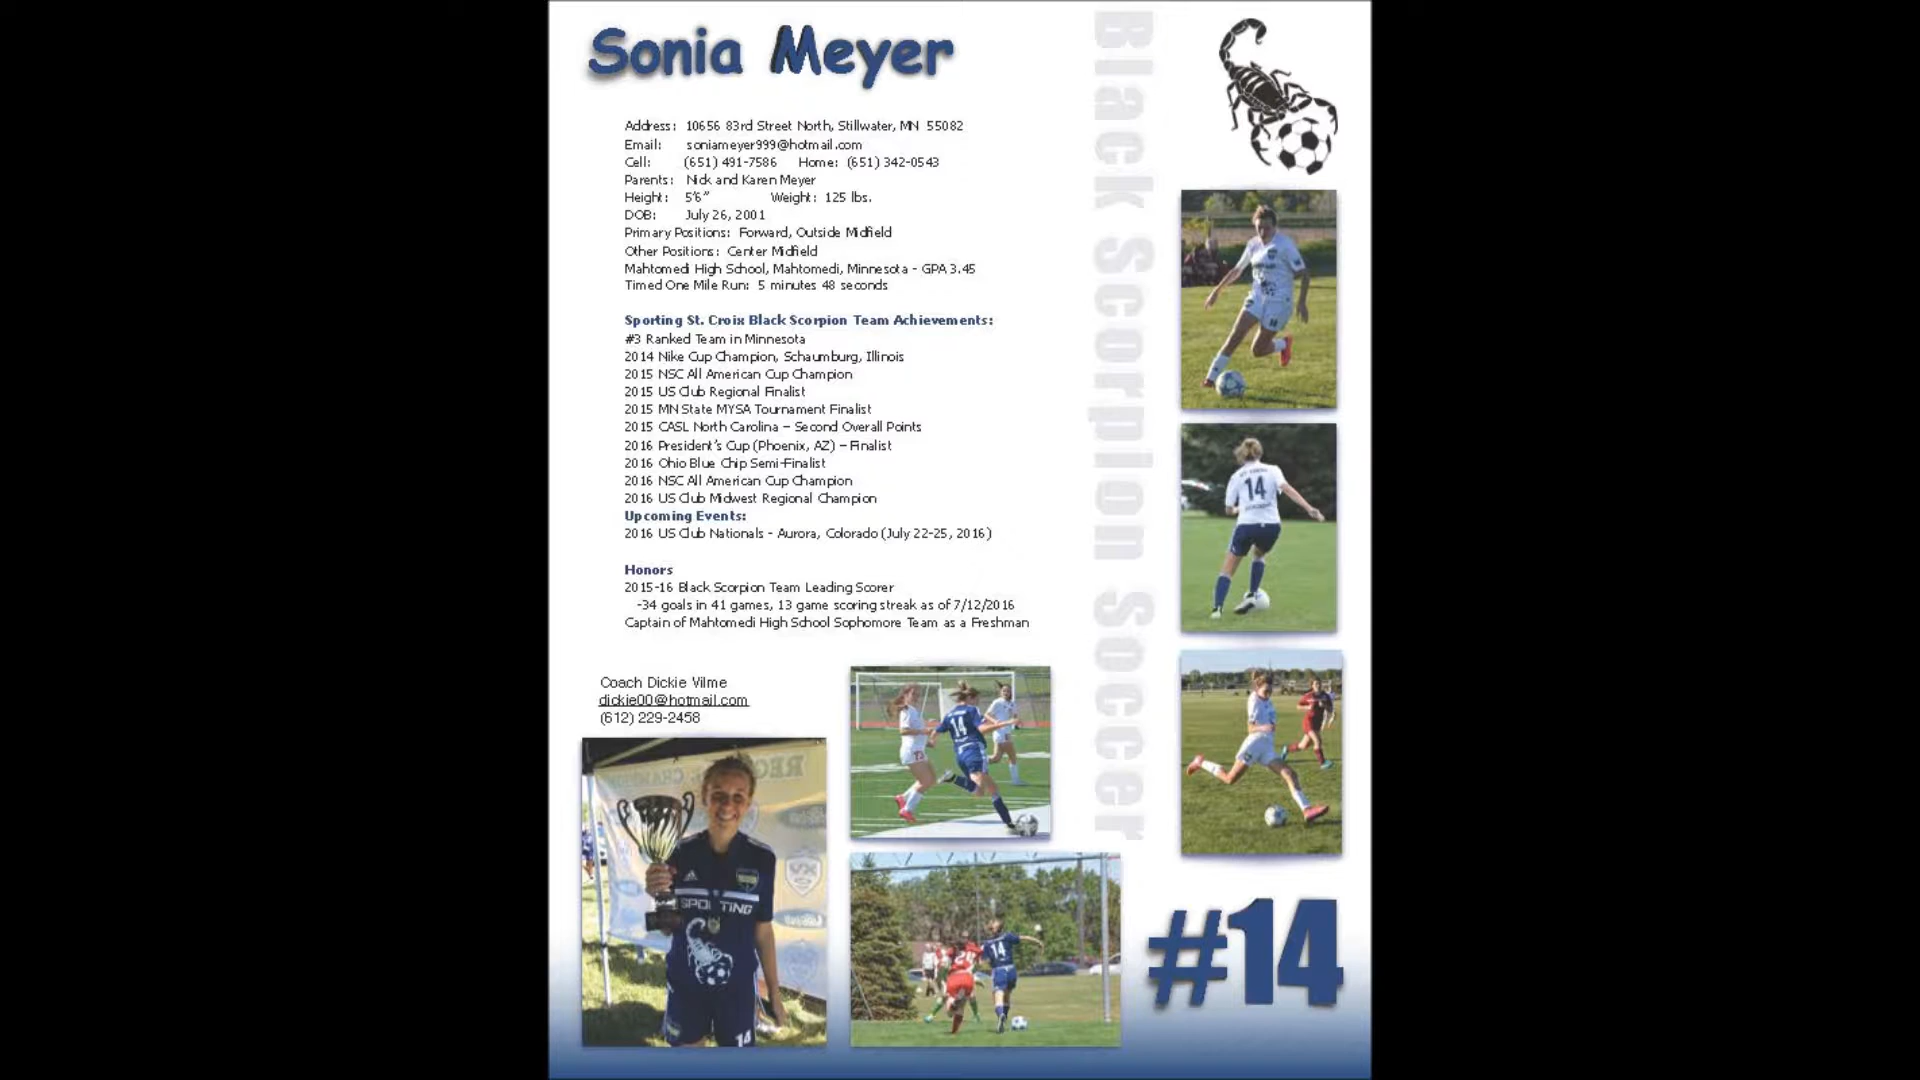 Sonia Meyer
Address: 10656 83rd Street North, Stillwater, MN 55082
Email: soniameyer999@hotmail.com
Cell: (651) 491-7586 Home: (651) 342-0543
Parents: Nick and Karen Meyer
Height: 5'6" Weight: 125 lbs.
DOB: July 26, 2001
Primary Positions: Forward, Outside Midfield
Other Positions: Center Midfield
Mahtomedi High School, Mahtomedi, Minnesota - GPA 3.45
Timed One Mile Run: 5 minutes 48 seconds
Sporting St. Croix Black Scorpion Team Achievements:
#3 Ranked Team in Minnesota
2014 Nike Cup Champion, Schaumburg, Illinois
2015 NSC All American Cup Champion
2015 US Club Regional Finalist
2015 MN State MYSA Tournament Finalist
2015 CASL North Carolina – Second Overall Points
2016 President's Cup (Phoenix, AZ) – Finalist
2016 Ohio Blue Chip Semi-Finalist
2016 NSC All American Cup Champion
2016 US Club Midwest Regional Champion
Upcoming Events:
2016 US Club Nationals - Aurora, Colorado (July 22-25, 2016)
Honors
2015-16 Black Scorpion Team Leading Scorer
-34 goals in 41 games, 13 game scoring streak as of 7/12/2016
Captain of Mahtomedi High School Sophomore Team as a Freshman
Coach Dickie Vilme
dickie00@hotmail.com
(612) 229-2458
Black Scorpion Soccer
14
14
14
SPORTING
14
#14